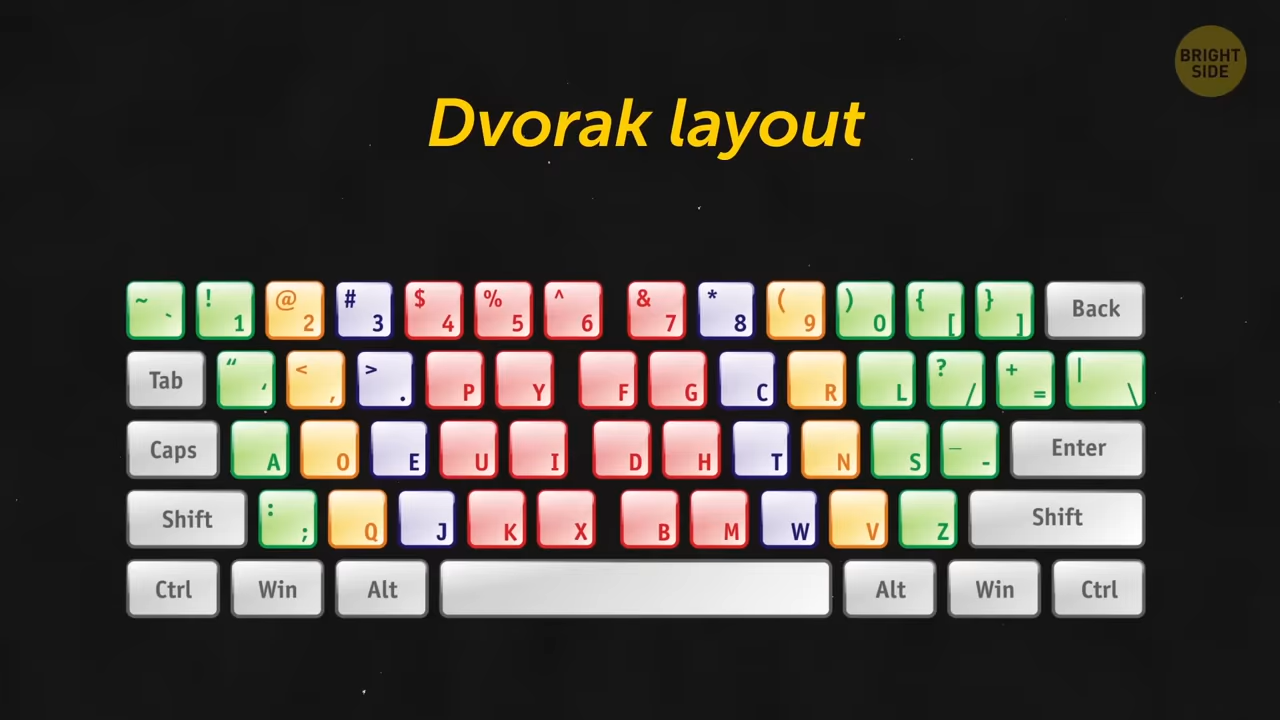 BRIGHT
SIDE
Dvorak layout
~ ` ! 1 @ 2 # 3 $ 4 % 5 ^ 6 & 7 * 8 ( 9 ) 0 { [ } ] Back
Tab “ ‘ < , > . P Y F G C R L ? / + = | \
Caps A O E U I D H T N S _ - Enter
Shift : ; Q J K X B M W V Z Shift
Ctrl Win Alt Alt Win Ctrl